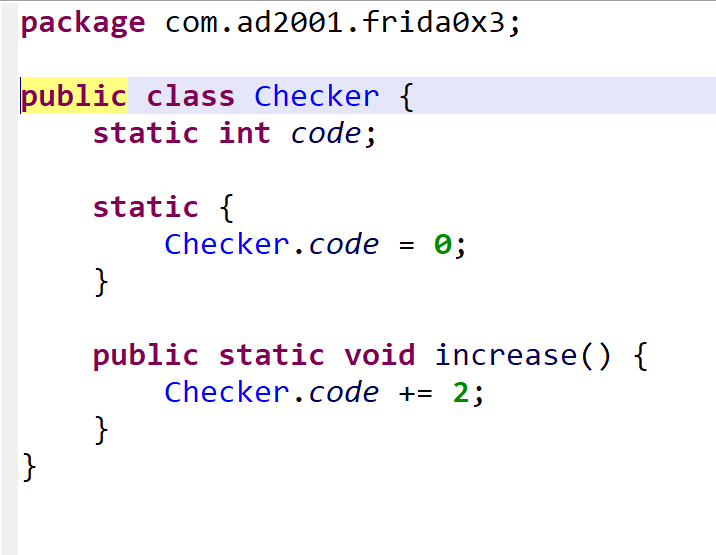 package com.ad2001.frida0x3;
public class Checker {
static int code;
static {
Checker.code = 0;
}
public static void increase() {
Checker.code += 2;
}
}